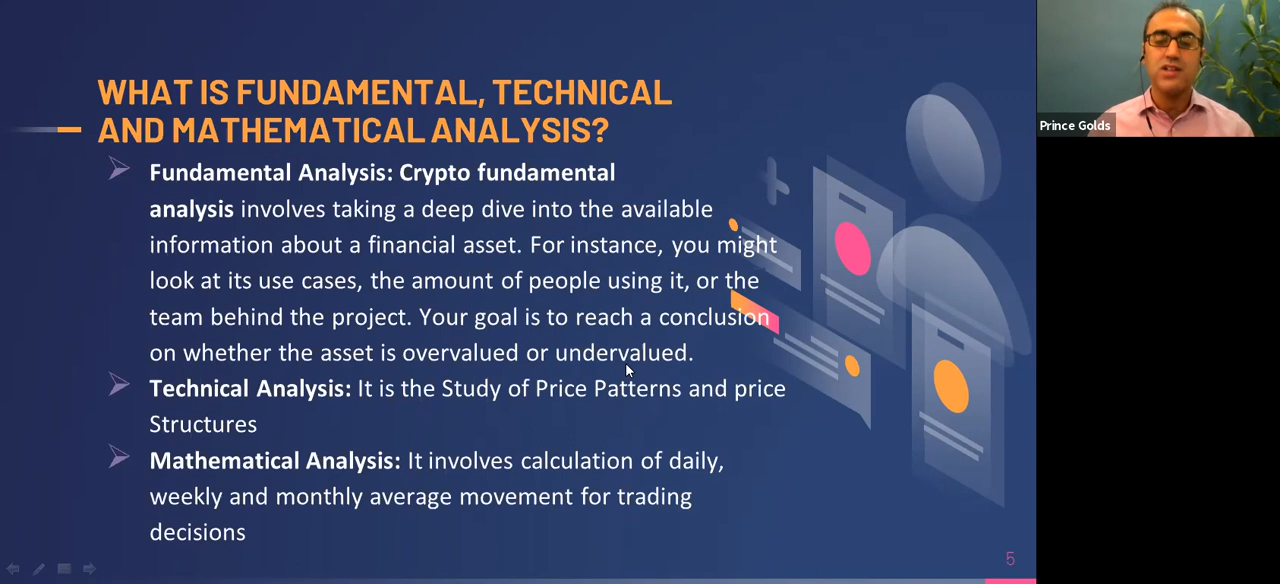 WHAT IS FUNDAMENTAL, TECHNICAL
AND MATHEMATICAL ANALYSIS?
Fundamental Analysis: Crypto fundamental
analysis involves taking a deep dive into the available
information about a financial asset. For instance, you might
look at its use cases, the amount of people using it, or the
team behind the project. Your goal is to reach a conclusion
on whether the asset is overvalued or undervalued.
Technical Analysis: It is the Study of Price Patterns and price
Structures
Mathematical Analysis: It involves calculation of daily,
weekly and monthly average movement for trading
decisions
5
Prince Golds